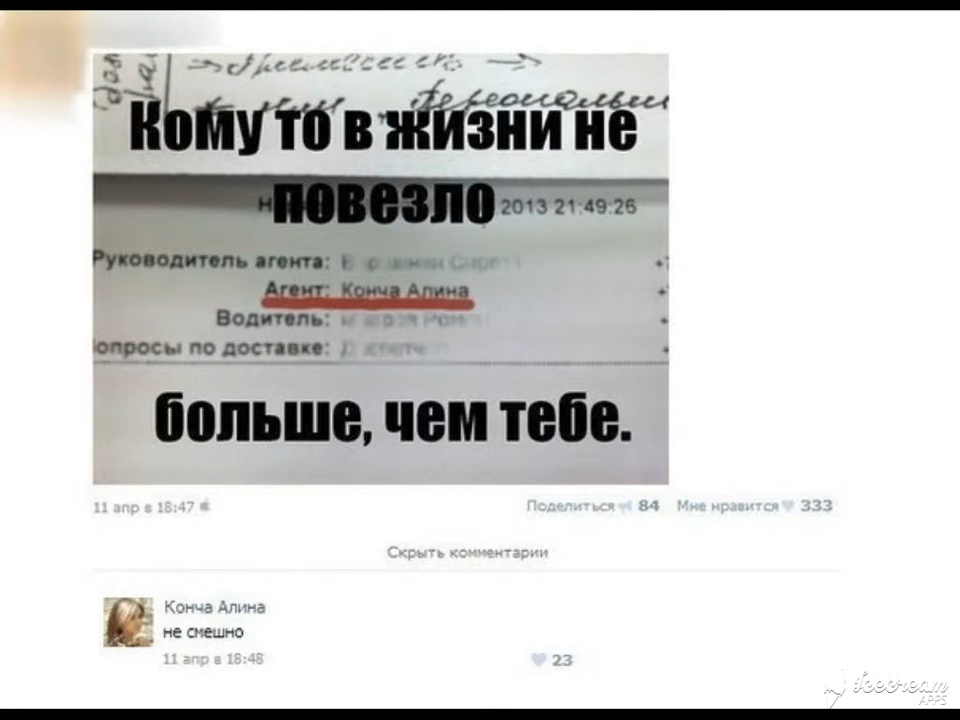 Кому то в жизни не
повезло
2013 21:49:26
Руководитель агента:
Агент: Конча Алина
Водитель:
опросы по доставке:
больше, чем тебе.
11 апр в 18:47
Поделиться 84 Мне нравится 333
Скрыть комментарии
Конча Алина
не смешно
11 апр в 18:48
23
Icecream
APPS